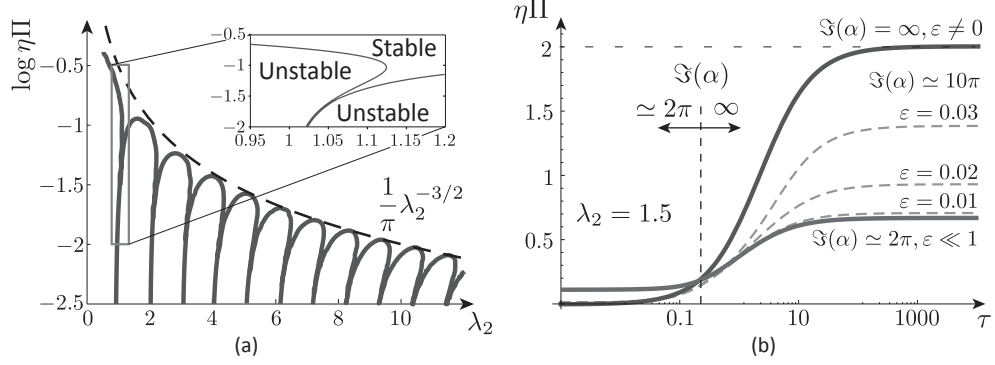 log ηΠ
−0.5
−1
−1.5
−2
−2.5
0
2
4
6
8
10
λ₂
Stable
Unstable
Unstable
−0.5
−1
−1.5
−2
0.95
1
1.05
1.1
1.15
1.2
1/π λ₂^{−3/2}
(a)
ηΠ
2
1.5
1
0.5
0.1
10
1000
τ
ℑ(α) = ∞, ε ≠ 0
ℑ(α)
≃ 2π
∞
ℑ(α) ≃ 10π
ε = 0.03
ε = 0.02
ε = 0.01
λ₂ = 1.5
ℑ(α) ≃ 2π, ε ≪ 1
(b)